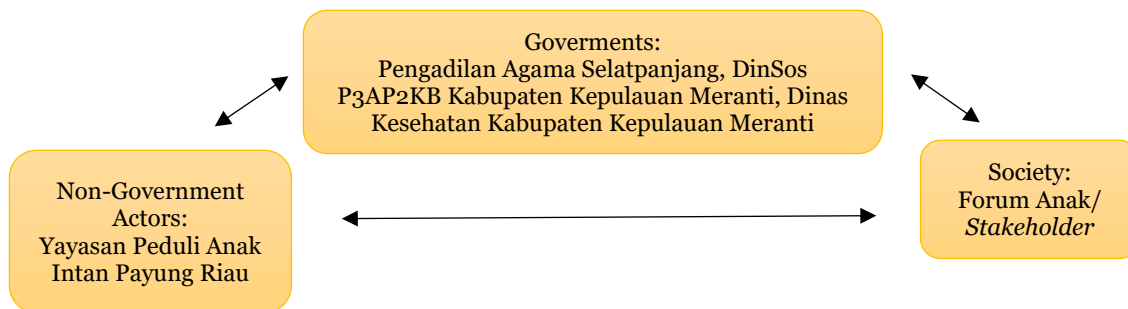 Goverments:
Pengadilan Agama Selatpanjang, DinSos
P3AP2KB Kabupaten Kepulauan Meranti, Dinas
Kesehatan Kabupaten Kepulauan Meranti
Non-Government
Actors:
Yayasan Peduli Anak
Intan Payung Riau
Society:
Forum Anak/
Stakeholder